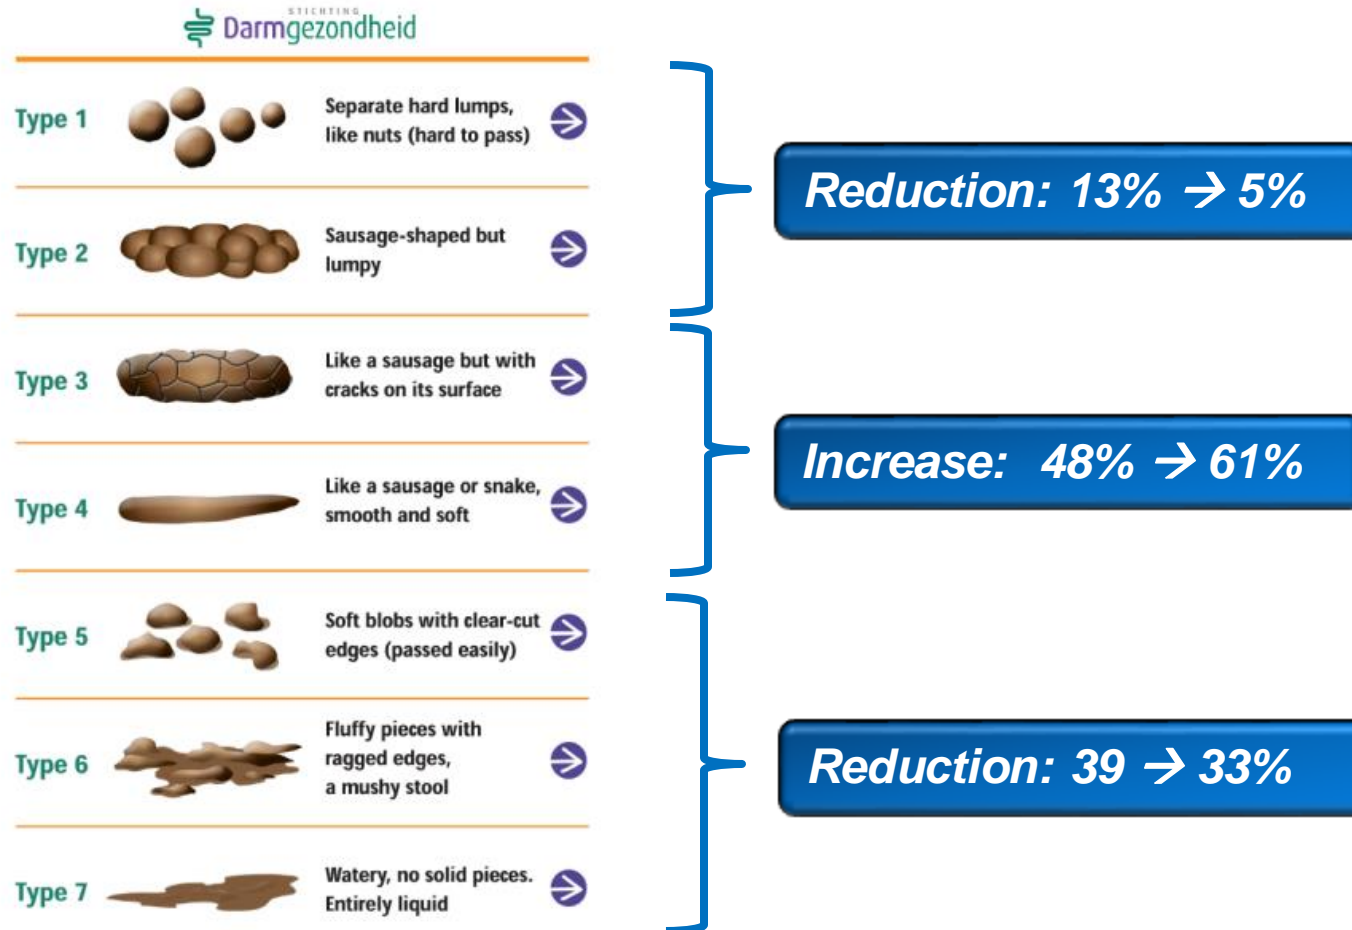 STICHTING
Darmgezondheid
Type 1
Separate hard lumps,
like nuts (hard to pass)
Reduction: 13% → 5%
Type 2
Sausage-shaped but
lumpy
Type 3
Like a sausage but with
cracks on its surface
Increase: 48% → 61%
Type 4
Like a sausage or snake,
smooth and soft
Type 5
Soft blobs with clear-cut
edges (passed easily)
Type 6
Fluffy pieces with
ragged edges,
a mushy stool
Reduction: 39 → 33%
Type 7
Watery, no solid pieces.
Entirely liquid